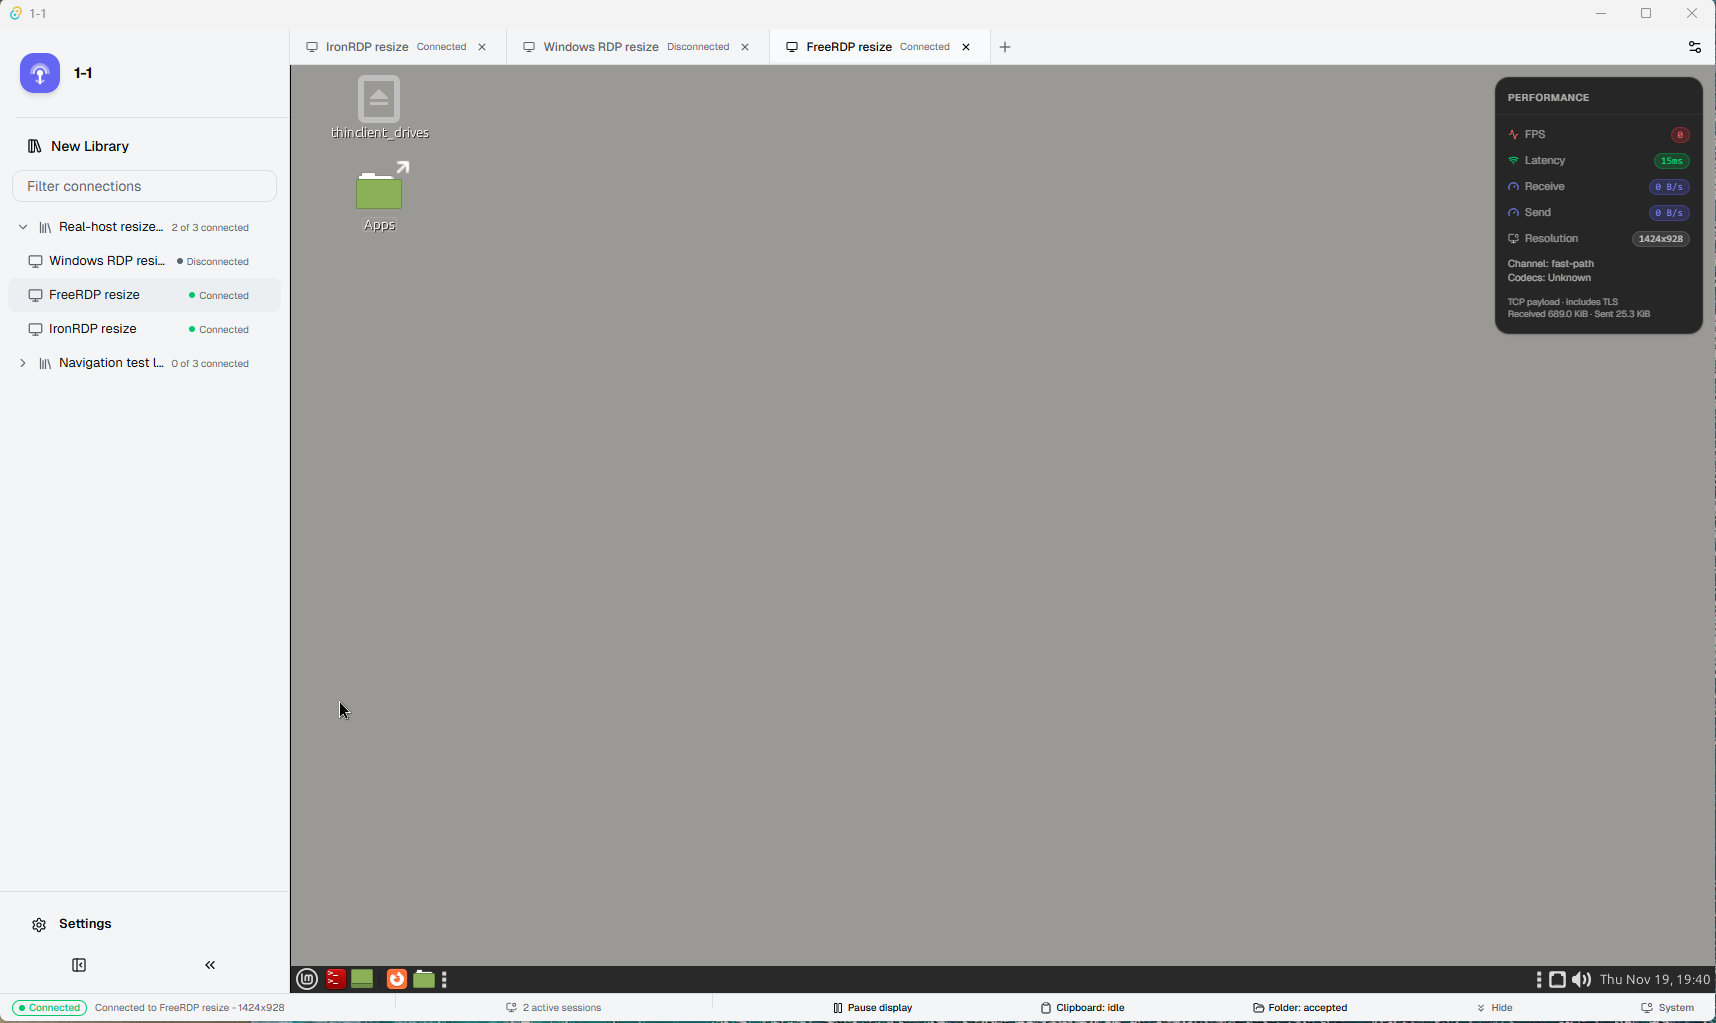 1-1
1-1
New Library
Filter connections
Real-host resize... 2 of 3 connected
Windows RDP resi... Disconnected
FreeRDP resize Connected
IronRDP resize Connected
Navigation test l... 0 of 3 connected
Settings
IronRDP resize Connected
Windows RDP resize Disconnected
FreeRDP resize Connected
thinclient_drives
Apps
PERFORMANCE
FPS 0
Latency 15ms
Receive 0 B/s
Send 0 B/s
Resolution 1424x928
Channel: fast-path
Codecs: Unknown
TCP payload · includes TLS
Received 689.0 KiB · Sent 25.3 KiB
Thu Nov 19, 19:40
Connected Connected to FreeRDP resize - 1424x928
2 active sessions
Pause display
Clipboard: idle
Folder: accepted
Hide
System